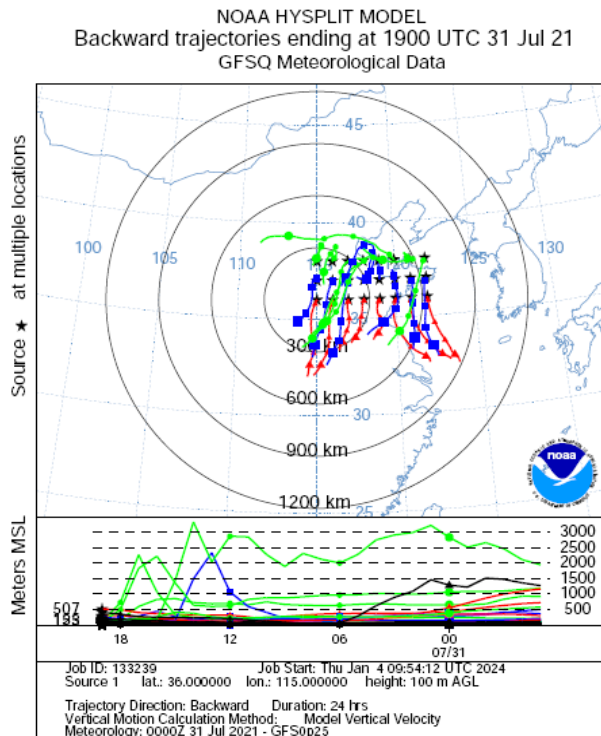 NOAA HYSPLIT MODEL
Backward trajectories ending at 1900 UTC 31 Jul 21
GFSQ Meteorological Data
Source ★ at multiple locations
45
40
100
105
110
120
125
130
35
30
300 km
600 km
900 km
1200 km
noaa
Meters MSL
3000
2500
2000
1500
1000
500
507
18
12
06
00
07/31
Job ID: 133239 Job Start: Thu Jan 4 09:54:12 UTC 2024
Source 1 lat.: 36.000000 lon.: 115.000000 height: 100 m AGL
Trajectory Direction: Backward Duration: 24 hrs
Vertical Motion Calculation Method: Model Vertical Velocity
Meteorology: 0000Z 31 Jul 2021 - GFS0p25